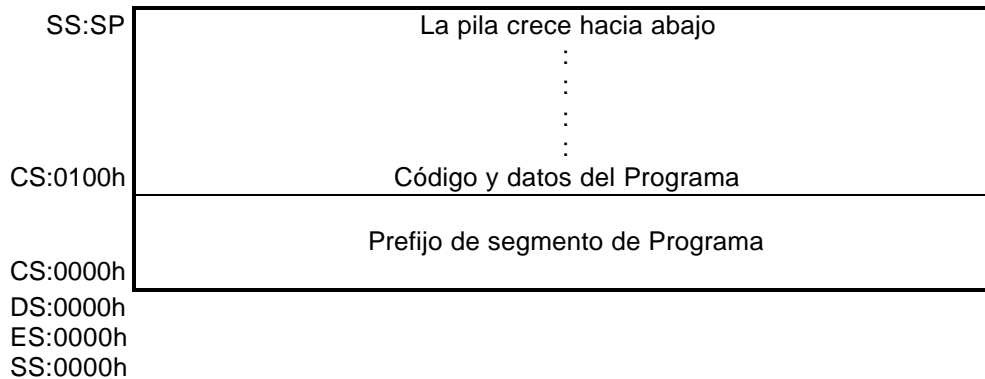 SS:SP La pila crece hacia abajo
:
:
:
:
CS:0100h Código y datos del Programa
Prefijo de segmento de Programa
CS:0000h
DS:0000h
ES:0000h
SS:0000h